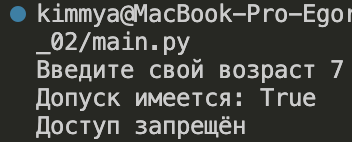 kimmya@MacBook-Pro-Egor
_02/main.py
Введите свой возраст 7
Допуск имеется: True
Доступ запрещён